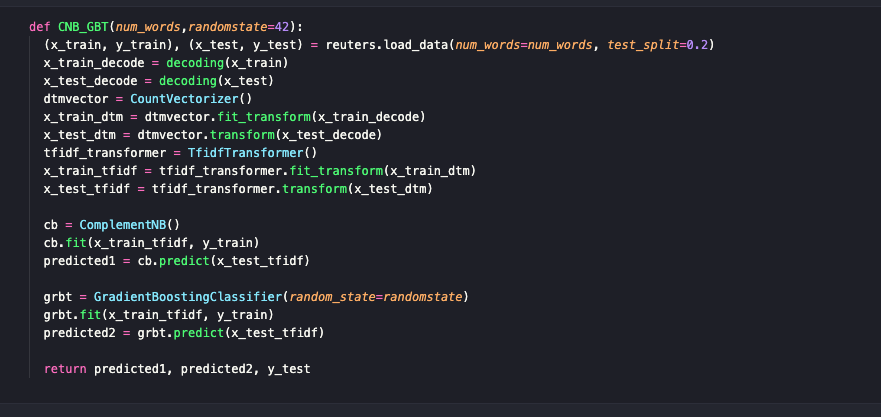 def CNB_GBT(num_words,randomstate=42):
(x_train, y_train), (x_test, y_test) = reuters.load_data(num_words=num_words, test_split=0.2)
x_train_decode = decoding(x_train)
x_test_decode = decoding(x_test)
dtmvector = CountVectorizer()
x_train_dtm = dtmvector.fit_transform(x_train_decode)
x_test_dtm = dtmvector.transform(x_test_decode)
tfidf_transformer = TfidfTransformer()
x_train_tfidf = tfidf_transformer.fit_transform(x_train_dtm)
x_test_tfidf = tfidf_transformer.transform(x_test_dtm)
cb = ComplementNB()
cb.fit(x_train_tfidf, y_train)
predicted1 = cb.predict(x_test_tfidf)
grbt = GradientBoostingClassifier(random_state=randomstate)
grbt.fit(x_train_tfidf, y_train)
predicted2 = grbt.predict(x_test_tfidf)
return predicted1, predicted2, y_test